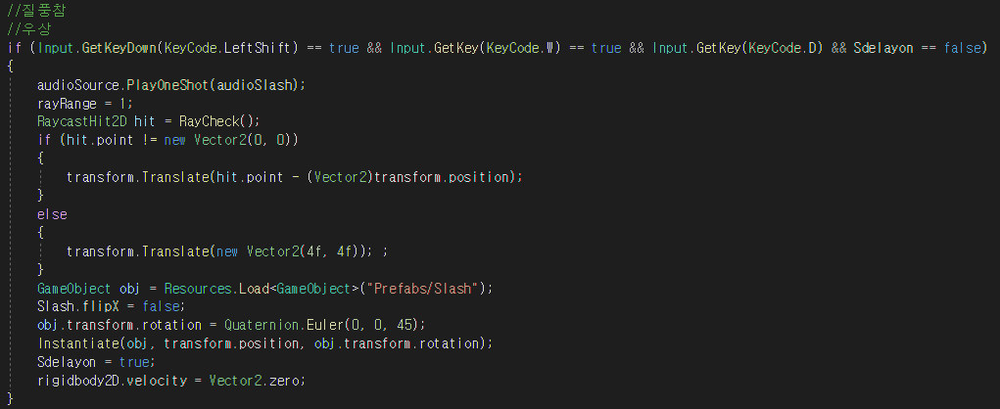 //질풍참
//우상
if (Input.GetKeyDown(KeyCode.LeftShift) == true && Input.GetKey(KeyCode.W) == true && Input.GetKey(KeyCode.D) && Sdelayon == false)
{
audioSource.PlayOneShot(audioSlash);
rayRange = 1;
RaycastHit2D hit = RayCheck();
if (hit.point != new Vector2(0, 0))
{
transform.Translate(hit.point - (Vector2)transform.position);
}
else
{
transform.Translate(new Vector2(4f, 4f)); ;
}
GameObject obj = Resources.Load<GameObject>("Prefabs/Slash");
Slash.flipX = false;
obj.transform.rotation = Quaternion.Euler(0, 0, 45);
Instantiate(obj, transform.position, obj.transform.rotation);
Sdelayon = true;
rigidbody2D.velocity = Vector2.zero;
}